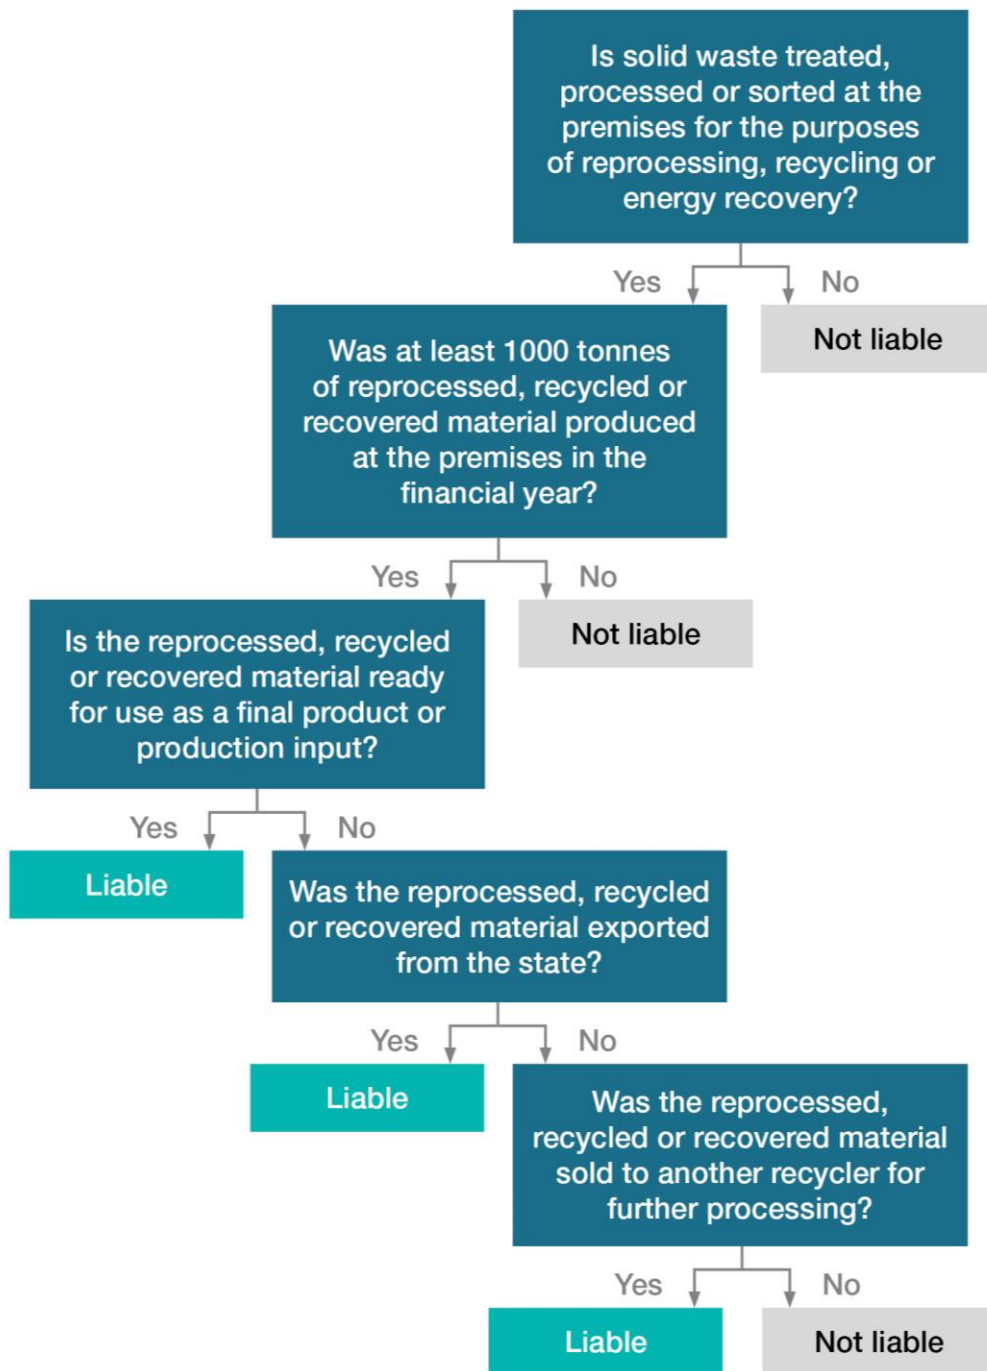 Is solid waste treated,
processed or sorted at the
premises for the purposes
of reprocessing, recycling or
energy recovery?
Yes
No
Not liable
Was at least 1000 tonnes
of reprocessed, recycled or
recovered material produced
at the premises in the
financial year?
Yes
No
Not liable
Is the reprocessed, recycled
or recovered material ready
for use as a final product or
production input?
Yes
No
Liable
Was the reprocessed, recycled
or recovered material exported
from the state?
Yes
No
Liable
Was the reprocessed,
recycled or recovered material
sold to another recycler for
further processing?
Yes
No
Liable
Not liable